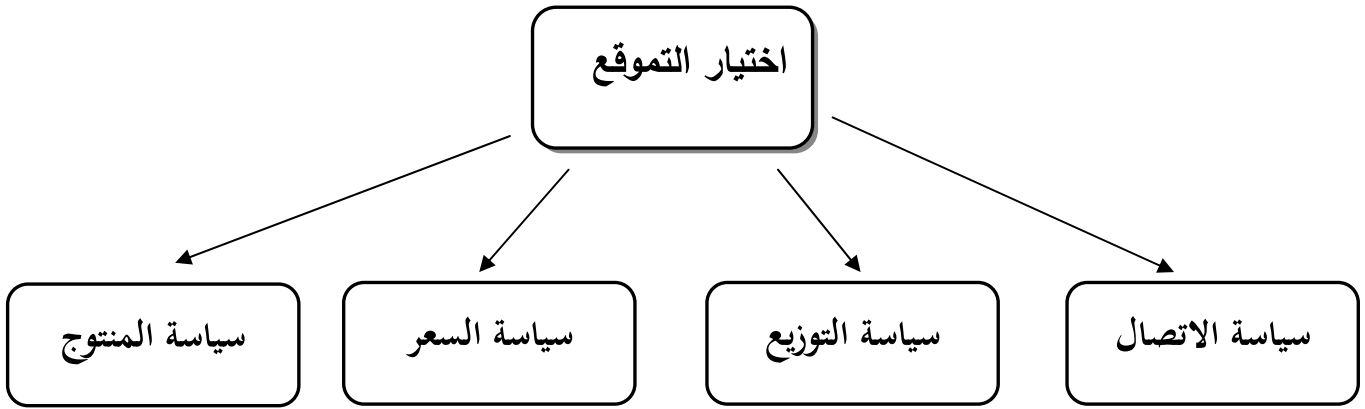 اختيار التموقع
سياسة الاتصال
سياسة التوزيع
سياسة السعر
سياسة المنتوج